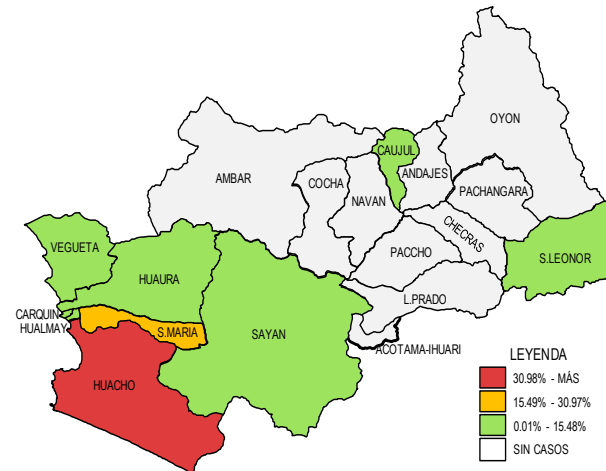 OYON
CAUJUL
ANDAJES
AMBAR
COCHA
NAVAN
PACHANGARA
CHECRAS
VEGUETA
PACCHO
S.LEONOR
HUAURA
L.PRADO
CARQUIN
HUALMAY
S.MARIA
SAYAN
ACOTAMA-IHUARI
HUACHO
LEYENDA
30.98% - MÁS
15.49% - 30.97%
0.01% - 15.48%
SIN CASOS